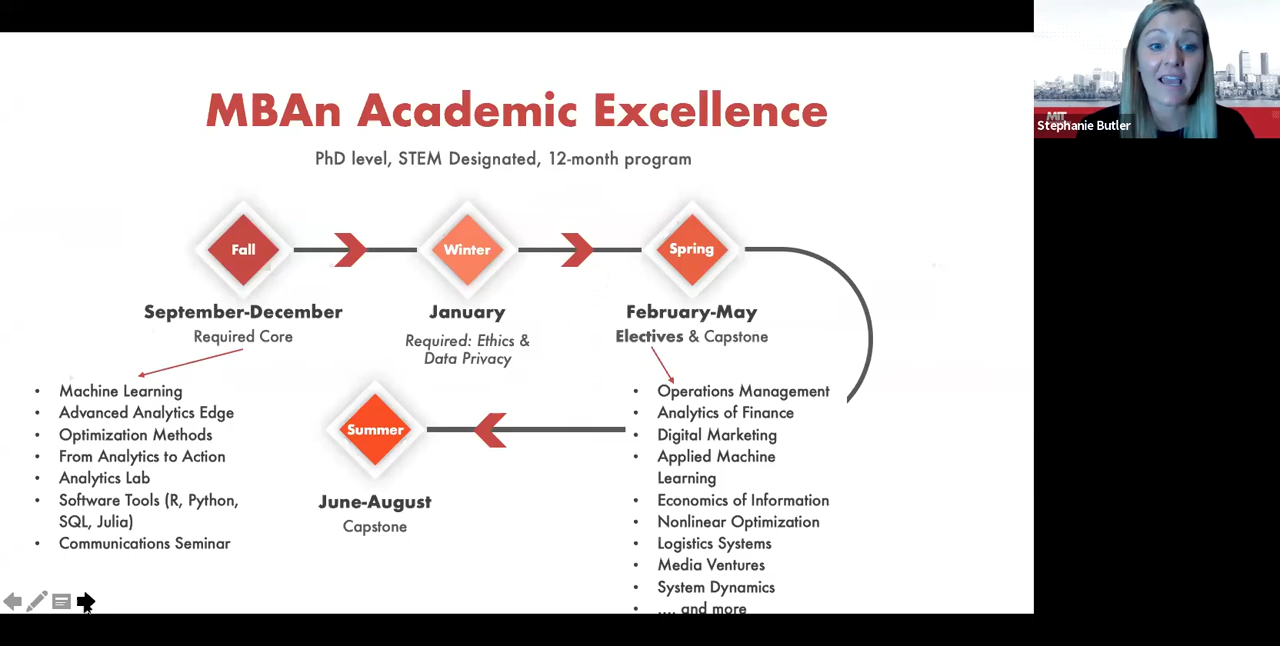 MBAn Academic Excellence
PhD level, STEM Designated, 12-month program
Fall
Winter
Spring
September-December
Required Core
January
Required: Ethics &
Data Privacy
February-May
Electives & Capstone
• Machine Learning
• Advanced Analytics Edge
• Optimization Methods
• From Analytics to Action
• Analytics Lab
• Software Tools (R, Python,
SQL, Julia)
• Communications Seminar
Summer
June-August
Capstone
• Operations Management
• Analytics of Finance
• Digital Marketing
• Applied Machine
Learning
• Economics of Information
• Nonlinear Optimization
• Logistics Systems
• Media Ventures
• System Dynamics
• .... and more
MIT
Stephanie Butler